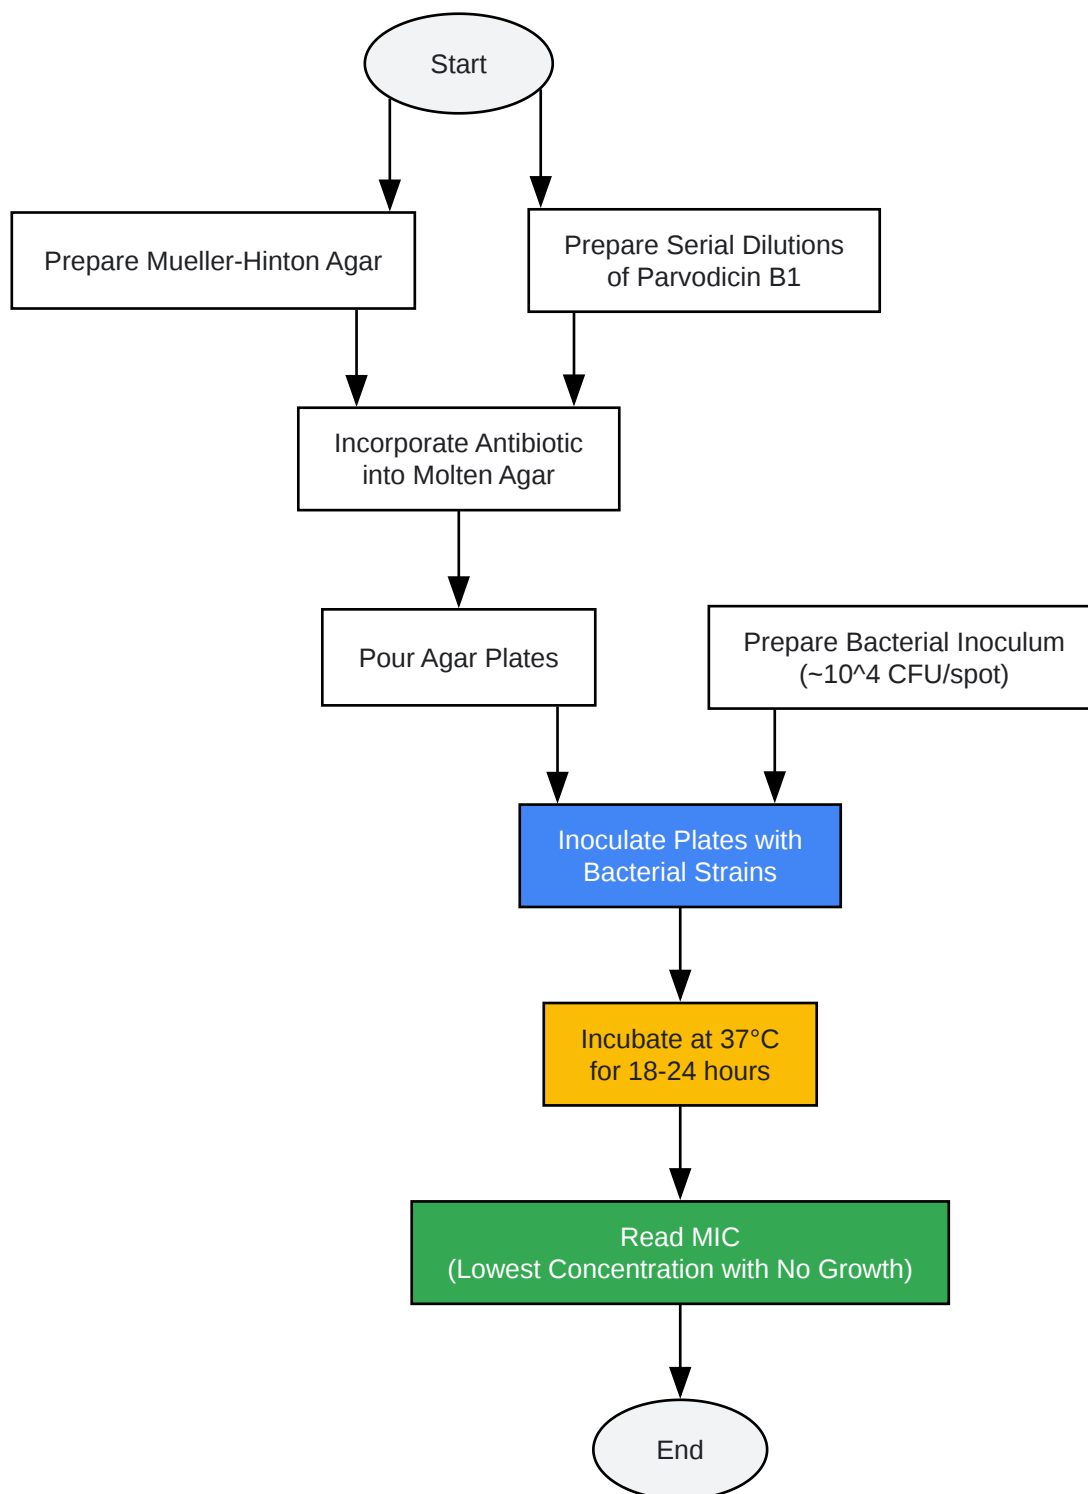 Start
Prepare Mueller-Hinton Agar
Prepare Serial Dilutions
of Parvodicin B1
Incorporate Antibiotic
into Molten Agar
Pour Agar Plates
Prepare Bacterial Inoculum
(~10^4 CFU/spot)
Inoculate Plates with
Bacterial Strains
Incubate at 37°C
for 18-24 hours
Read MIC
(Lowest Concentration with No Growth)
End